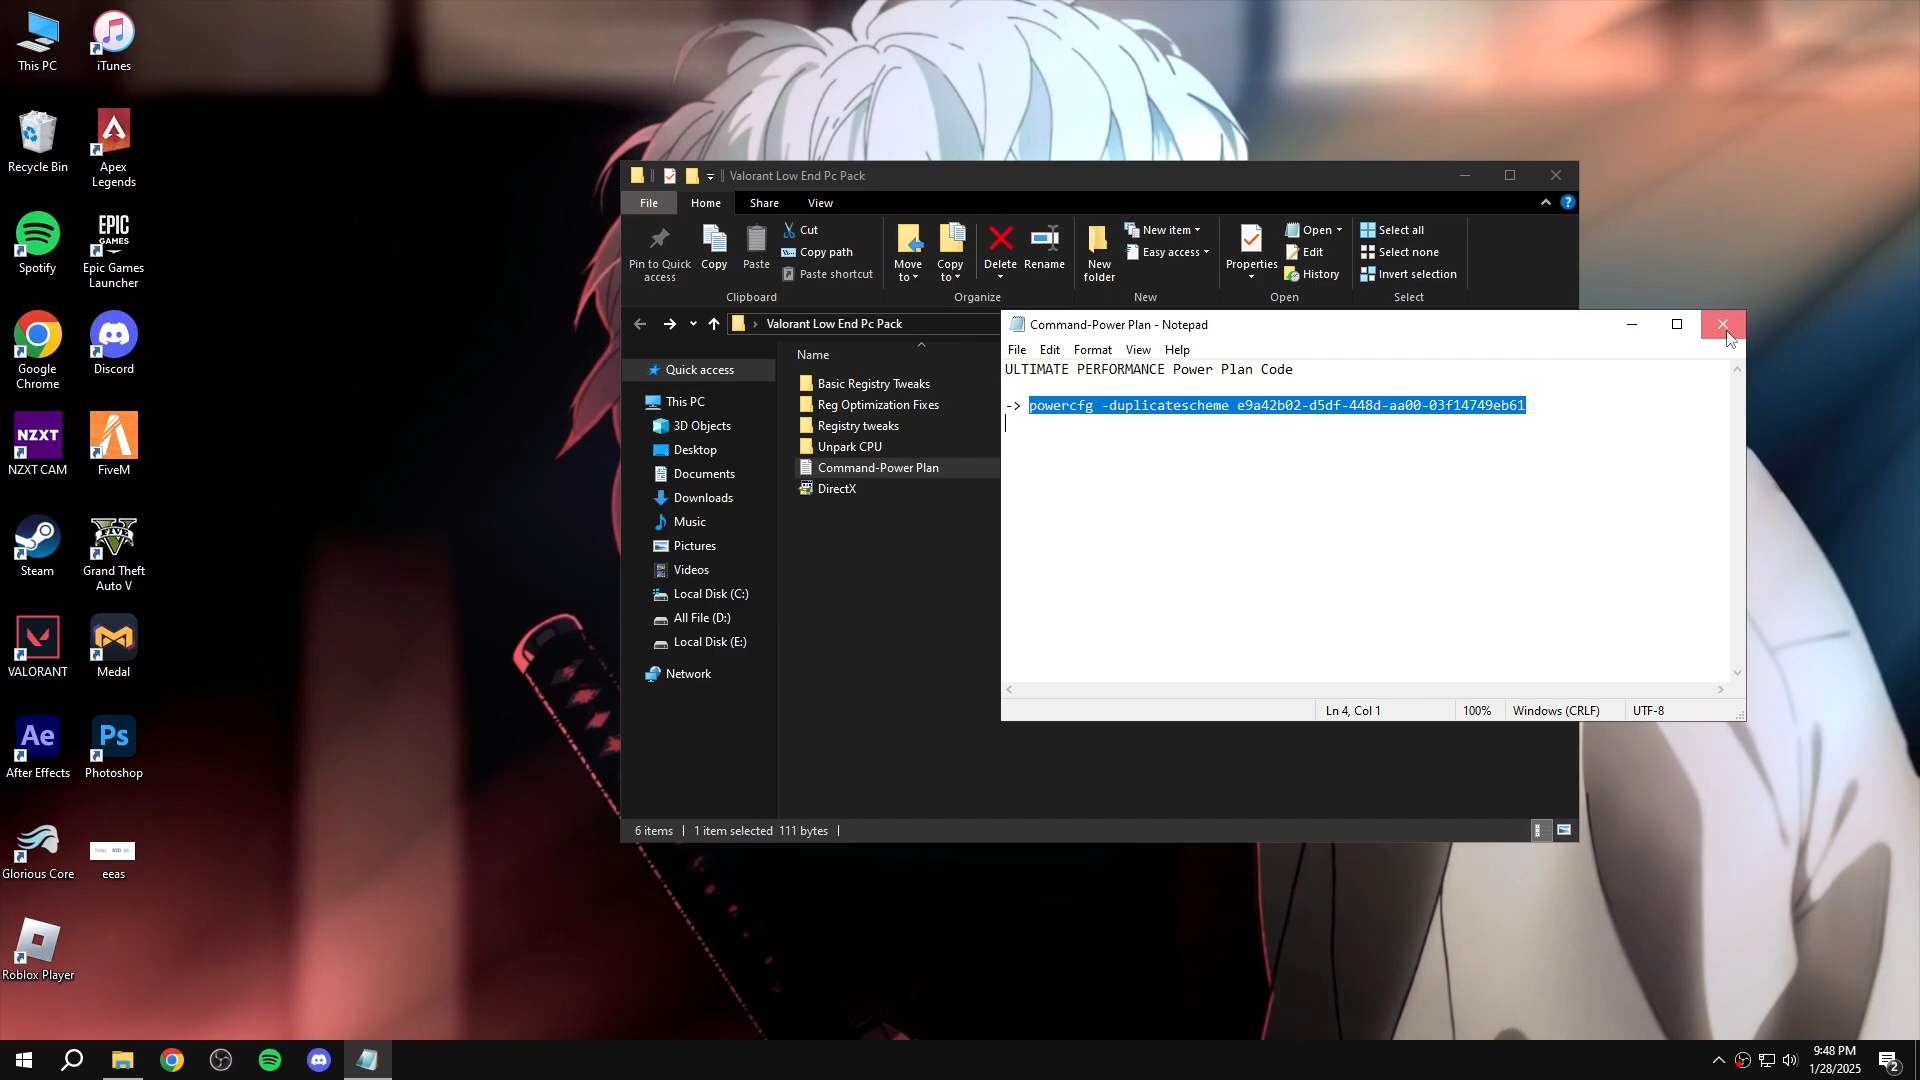 This PC
iTunes
Recycle Bin
Apex
Legends
Spotify
EPIC
GAMES
Epic Games
Launcher
Google
Chrome
Discord
NZXT
NZXT CAM
FiveM
Steam
FIVE
Grand Theft
Auto V
VALORANT
Medal
Ae
After Effects
Ps
Photoshop
Glorious Core
eeas
Roblox Player
Valorant Low End Pc Pack
File
Home
Share
View
?
Pin to Quick
access
Copy
Paste
Cut
Copy path
Paste shortcut
Clipboard
Move
to
Copy
to
Delete
Rename
Organize
New
folder
New item
Easy access
New
Properties
Open
Edit
History
Open
Select all
Select none
Invert selection
Select
Valorant Low End Pc Pack
Quick access
This PC
3D Objects
Desktop
Documents
Downloads
Music
Pictures
Videos
Local Disk (C:)
All File (D:)
Local Disk (E:)
Network
Name
Basic Registry Tweaks
Reg Optimization Fixes
Registry tweaks
Unpark CPU
Command-Power Plan
DirectX
6 items
1 item selected 111 bytes
Command-Power Plan - Notepad
File Edit Format View Help
ULTIMATE PERFORMANCE Power Plan Code
-> powercfg -duplicatescheme e9a42b02-d5df-448d-aa00-03f14749eb61
Ln 4, Col 1
100%
Windows (CRLF)
UTF-8
9:48 PM
1/28/2025
2